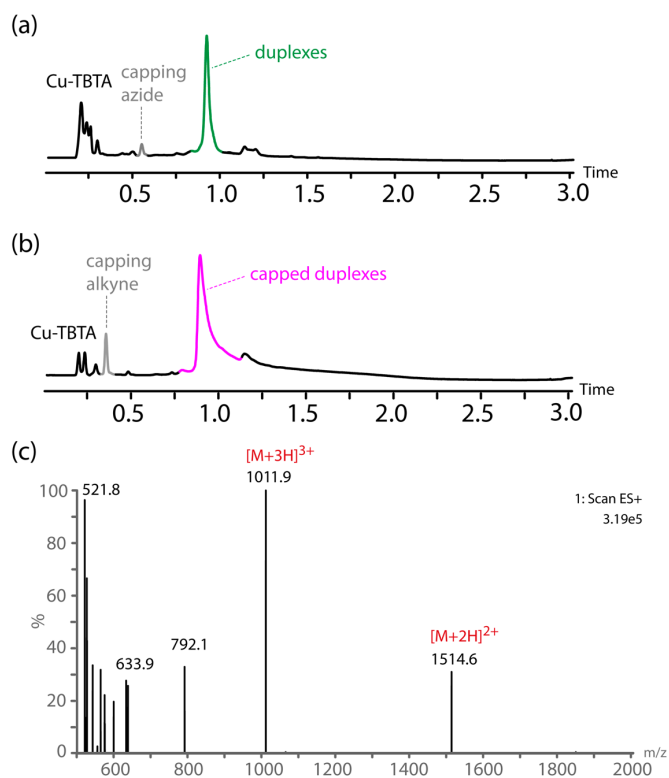 (a)
duplexes
capping
azide
Cu-TBTA
Time
0.5 1.0 1.5 2.0 2.5 3.0
(b)
capping
alkyne
capped duplexes
Cu-TBTA
Time
0.5 1.0 1.5 2.0 2.5 3.0
(c)
[M+3H]3+
1011.9
521.8
1: Scan ES+
3.19e5
100
80
60
%
40
20
0
[M+2H]2+
1514.6
792.1
633.9
m/z
600 800 1000 1200 1400 1600 1800 2000